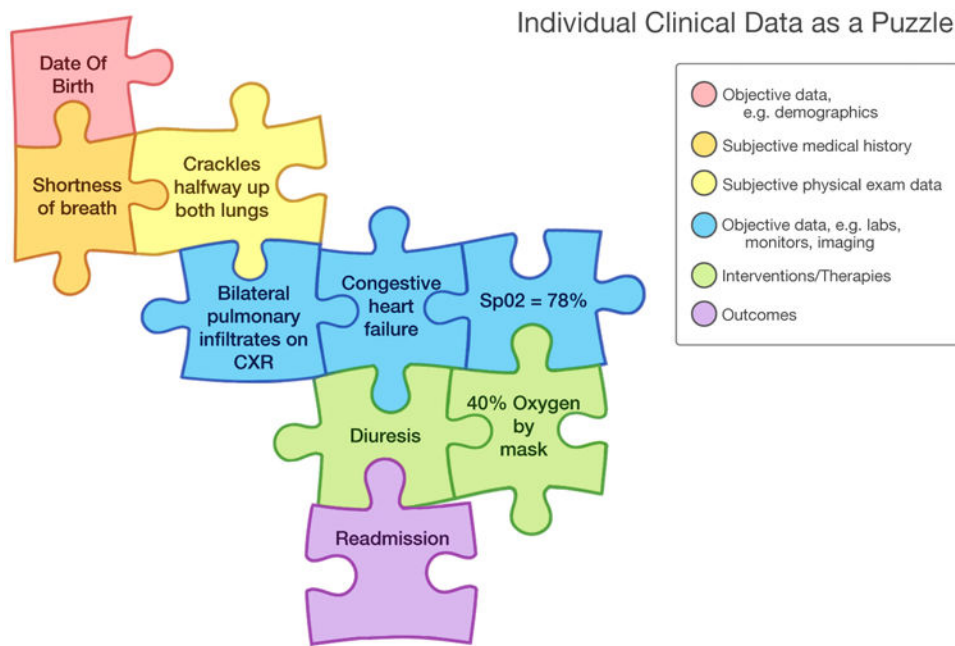 Individual Clinical Data as a Puzzle
Date Of
Birth
Shortness
of breath
Crackles
halfway up
both lungs
Bilateral
pulmonary
infiltrates on
CXR
Congestive
heart
failure
Sp02 = 78%
Diuresis
40% Oxygen
by
mask
Readmission
Objective data,
e.g. demographics
Subjective medical history
Subjective physical exam data
Objective data, e.g. labs,
monitors, imaging
Interventions/Therapies
Outcomes